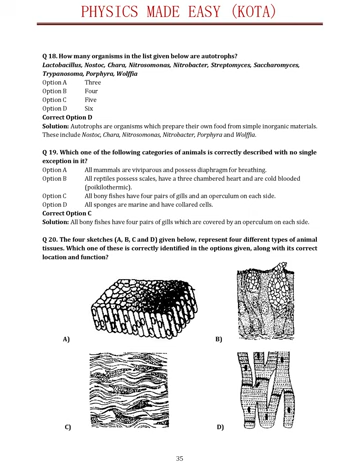 PHYSICS MADE EASY (KOTA)
Q 18. How many organisms in the list given below are autotrophs?
Lactobacillus, Nostoc, Chara, Nitrosomonas, Nitrobacter, Streptomyces, Saccharomyces,
Trypanosoma, Porphyra, Wolffia
Option A Three
Option B Four
Option C Five
Option D Six
Correct Option D
Solution: Autotrophs are organisms which prepare their own food from simple inorganic materials.
These include Nostoc, Chara, Nitrosomonas, Nitrobacter, Porphyra and Wolffia.
Q 19. Which one of the following categories of animals is correctly described with no single
exception in it?
Option A All mammals are viviparous and possess diaphragm for breathing.
Option B All reptiles possess scales, have a three chambered heart and are cold blooded
(poikilothermic).
Option C All bony fishes have four pairs of gills and an operculum on each side.
Option D All sponges are marine and have collared cells.
Correct Option C
Solution: All bony fishes have four pairs of gills which are covered by an operculum on each side.
Q 20. The four sketches (A, B, C and D) given below, represent four different types of animal
tissues. Which one of these is correctly identified in the options given, along with its correct
location and function?
A)
B)
C)
D)
35